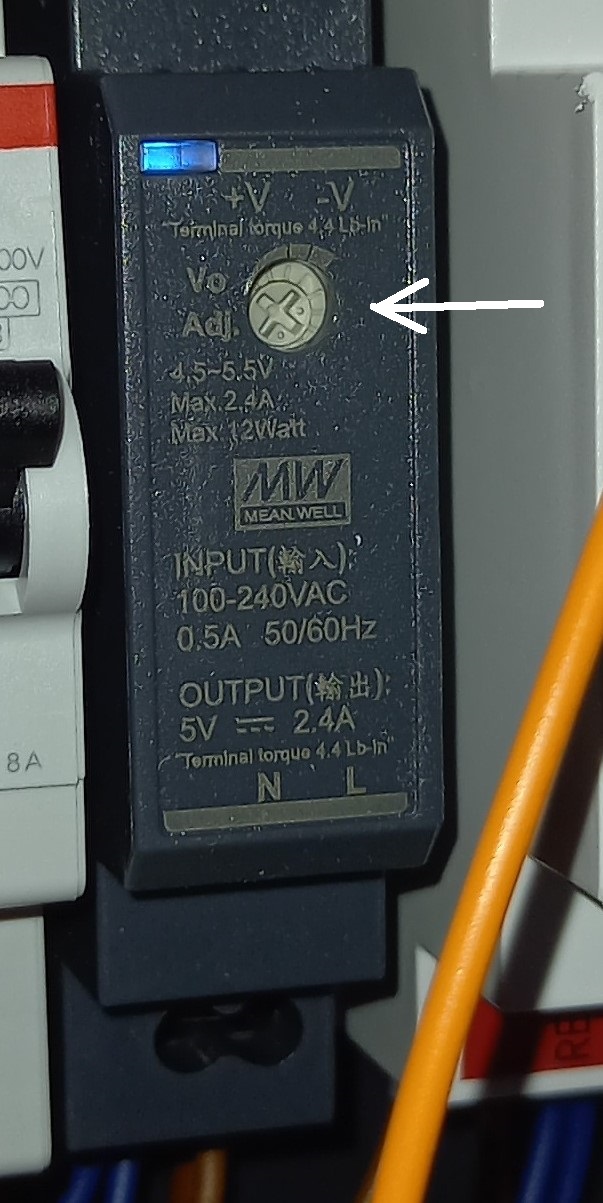 +V -V
"Terminal torque 4.4 Lb-in"
Vo
Adj.
4.5~5.5V
Max.2.4A
Max.12Watt
MW
MEAN WELL
INPUT(輸入):
100-240VAC
0.5A 50/60Hz
OUTPUT(輸出):
5V ⎓ 2.4A
"Terminal torque 4.4 Lb-in"
N L
8A